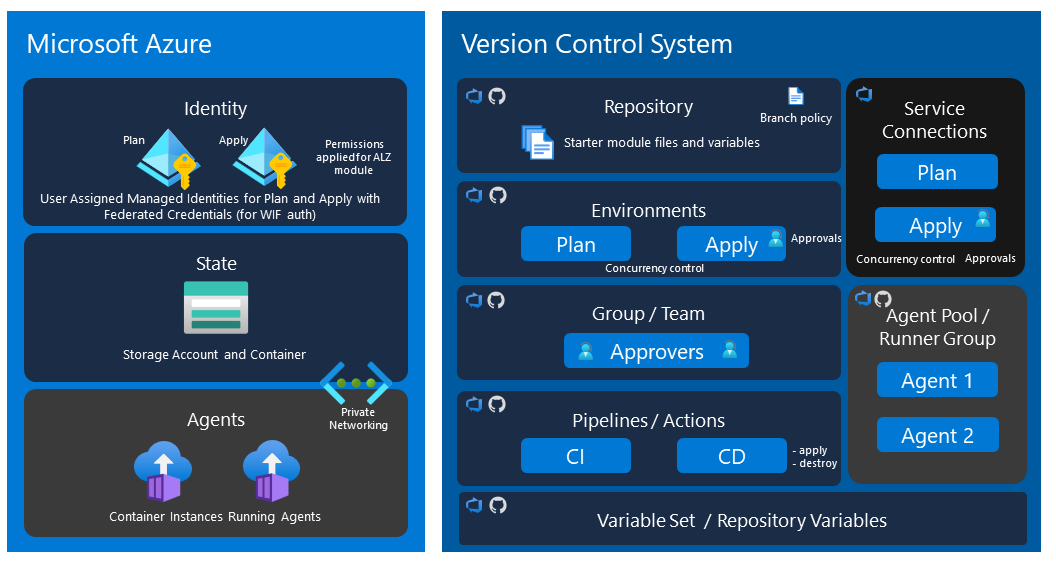 Microsoft Azure
Identity
Plan
Apply
Permissions
applied for ALZ
module
User Assigned Managed Identities for Plan and Apply with
Federated Credentials (for WIF auth)
State
Storage Account and Container
Private
Networking
Agents
Container Instances Running Agents
Version Control System
Repository
Branch policy
Starter module files and variables
Environments
Plan
Apply
Approvals
Concurrency control
Group / Team
Approvers
Pipelines / Actions
CI
CD
- apply
- destroy
Service
Connections
Plan
Apply
Concurrency control
Approvals
Agent Pool /
Runner Group
Agent 1
Agent 2
Variable Set / Repository Variables